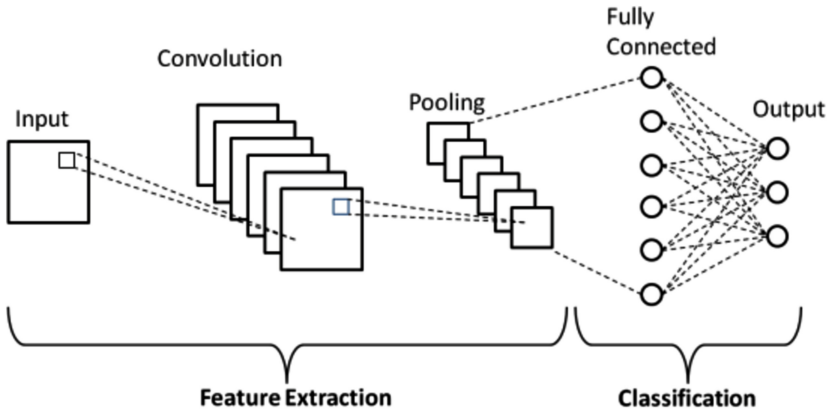 Input
Convolution
Pooling
Fully
Connected
Output
Feature Extraction
Classification